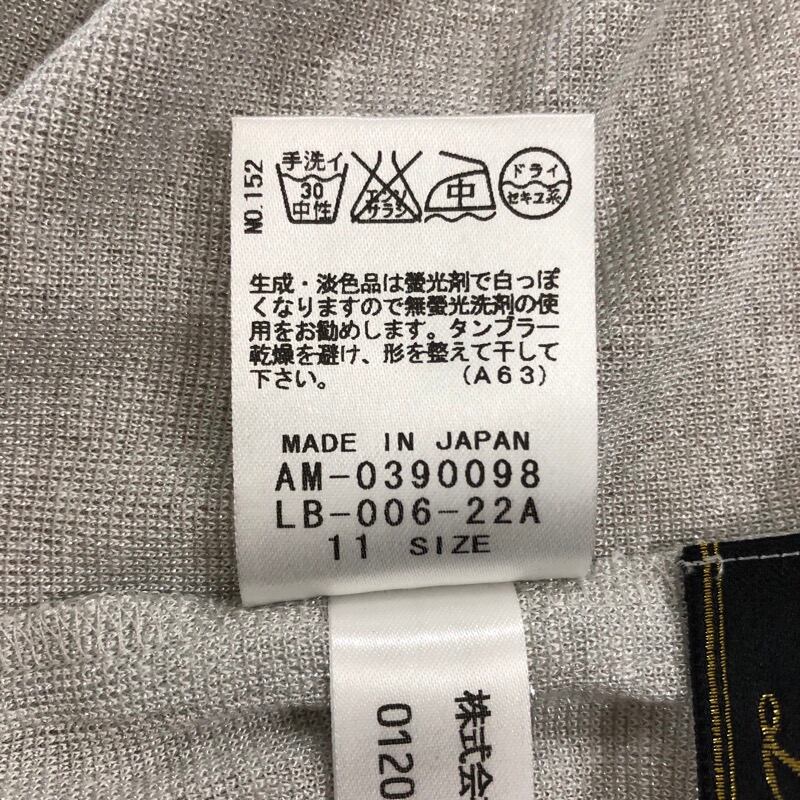 NO.152
手洗イ
30
中性
エンソ
サラシ
中
ドライ
セキユ系
生成・淡色品は螢光剤で白っぽ
くなりますので無螢光洗剤の使
用をお勧めします。タンブラー
乾燥を避け、形を整えて干して
下さい。 (A63)
MADE IN JAPAN
AM-0390098
LB-006-22A
11 SIZE
株式会
0120